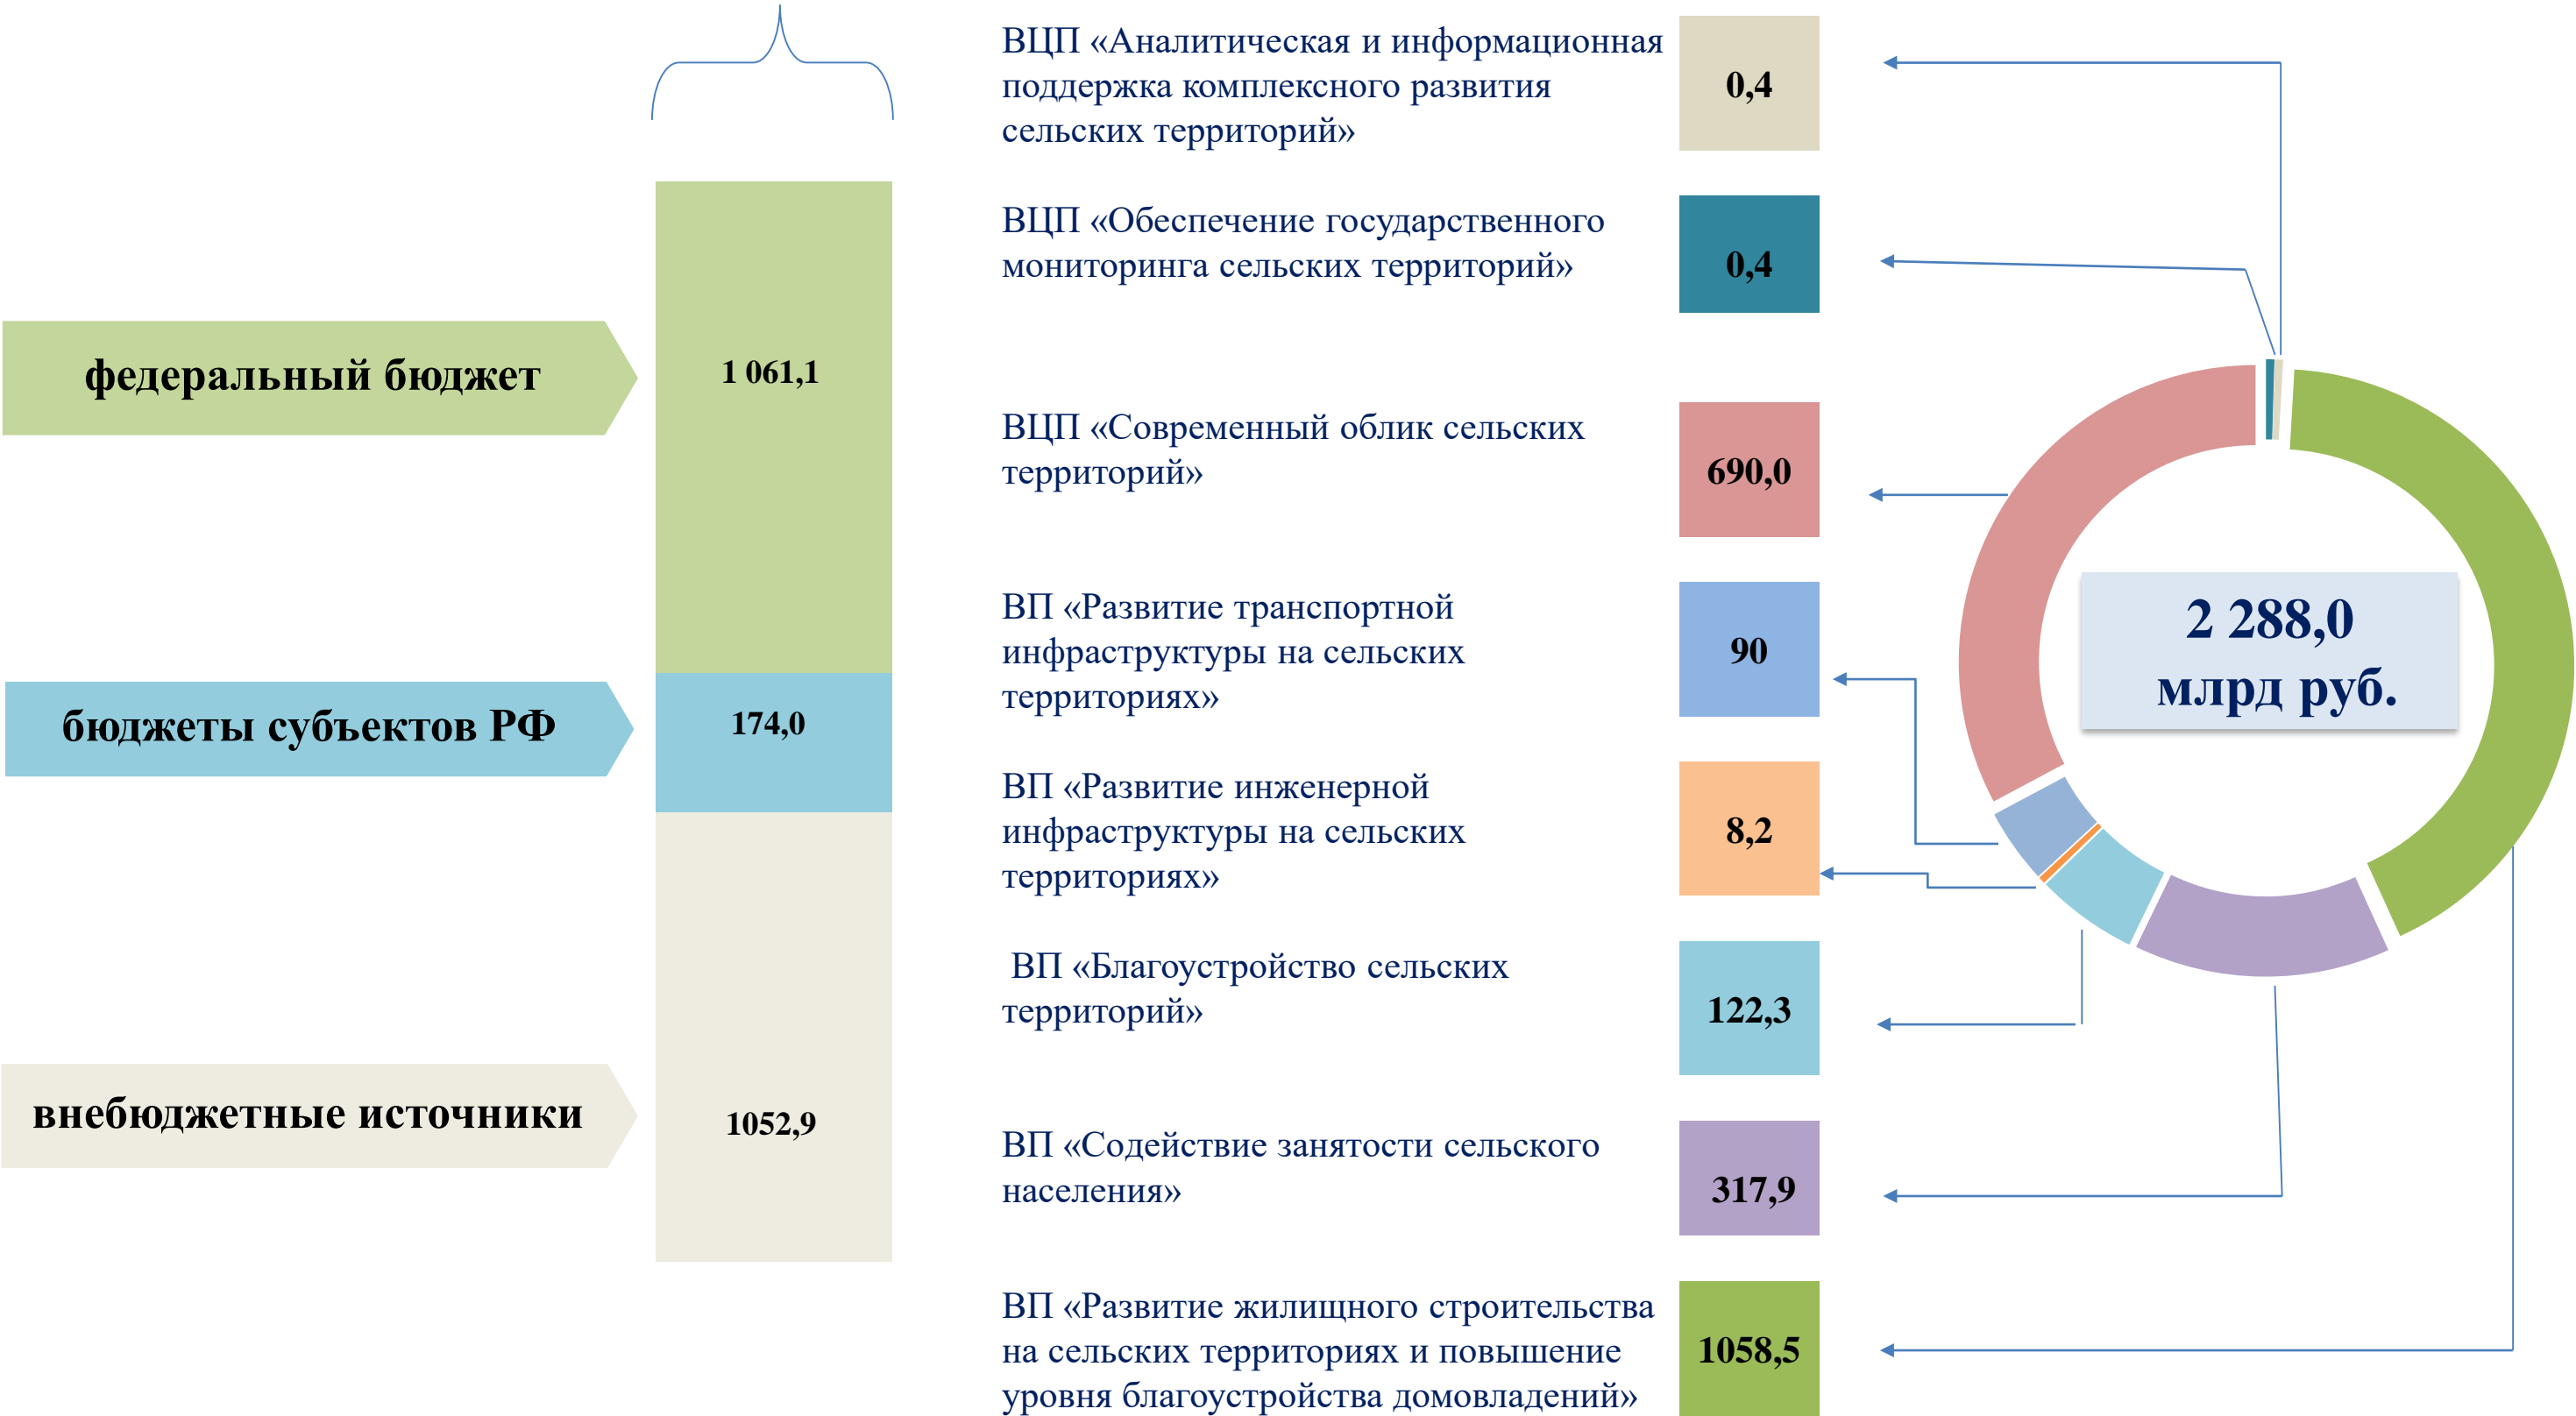 федеральный бюджет
1 061,1
бюджеты субъектов РФ
174,0
внебюджетные источники
1052,9
ВЦП «Аналитическая и информационная
поддержка комплексного развития
сельских территорий»
0,4
ВЦП «Обеспечение государственного
мониторинга сельских территорий»
0,4
ВЦП «Современный облик сельских
территорий»
690,0
ВП «Развитие транспортной
инфраструктуры на сельских
территориях»
90
ВП «Развитие инженерной
инфраструктуры на сельских
территориях»
8,2
ВП «Благоустройство сельских
территорий»
122,3
ВП «Содействие занятости сельского
населения»
317,9
ВП «Развитие жилищного строительства
на сельских территориях и повышение
уровня благоустройства домовладений»
1058,5
2 288,0
млрд руб.